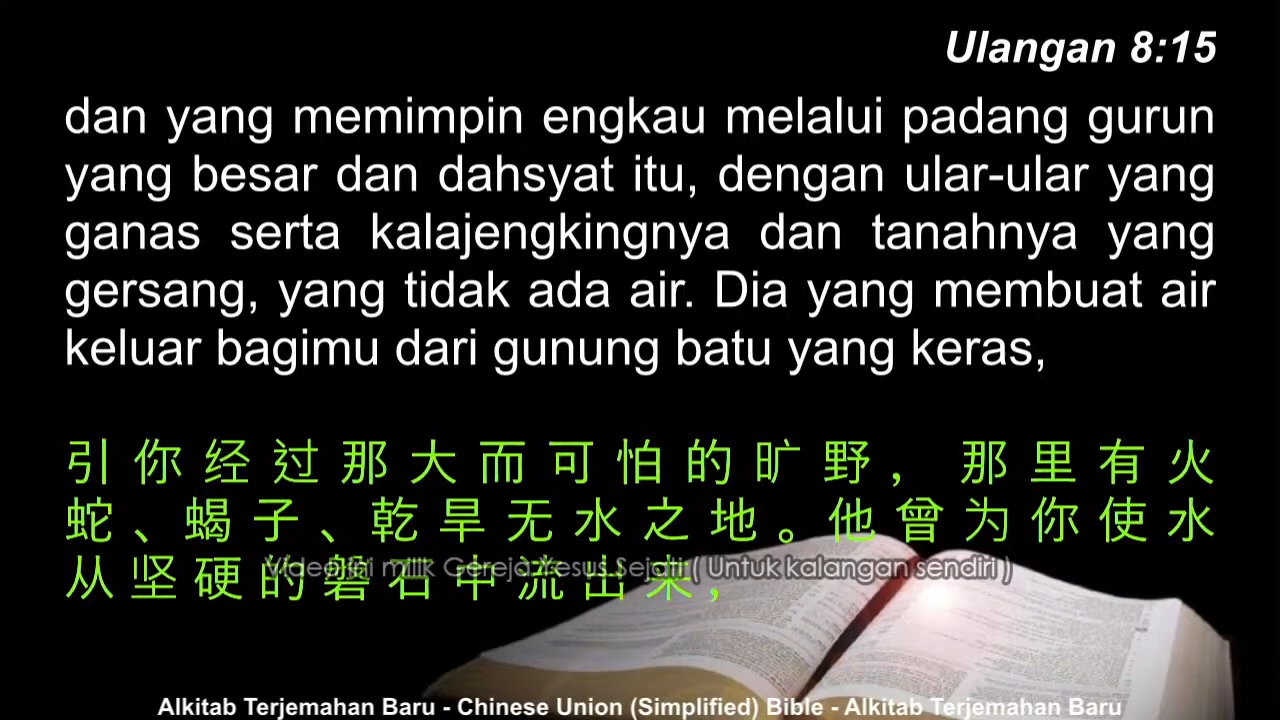 Ulangan 8:15
dan yang memimpin engkau melalui padang gurun
yang besar dan dahsyat itu, dengan ular-ular yang
ganas serta kalajengkingnya dan tanahnya yang
gersang, yang tidak ada air. Dia yang membuat air
keluar bagimu dari gunung batu yang keras,
引你经过那大而可怕的旷野，那里有火
蛇、蝎子、乾旱无水之地。他曾为你使水
从坚硬的磐石中流出来，
Video ini milik Gereja Yesus Sejati ( Untuk kalangan sendiri )
Alkitab Terjemahan Baru - Chinese Union (Simplified) Bible - Alkitab Terjemahan Baru